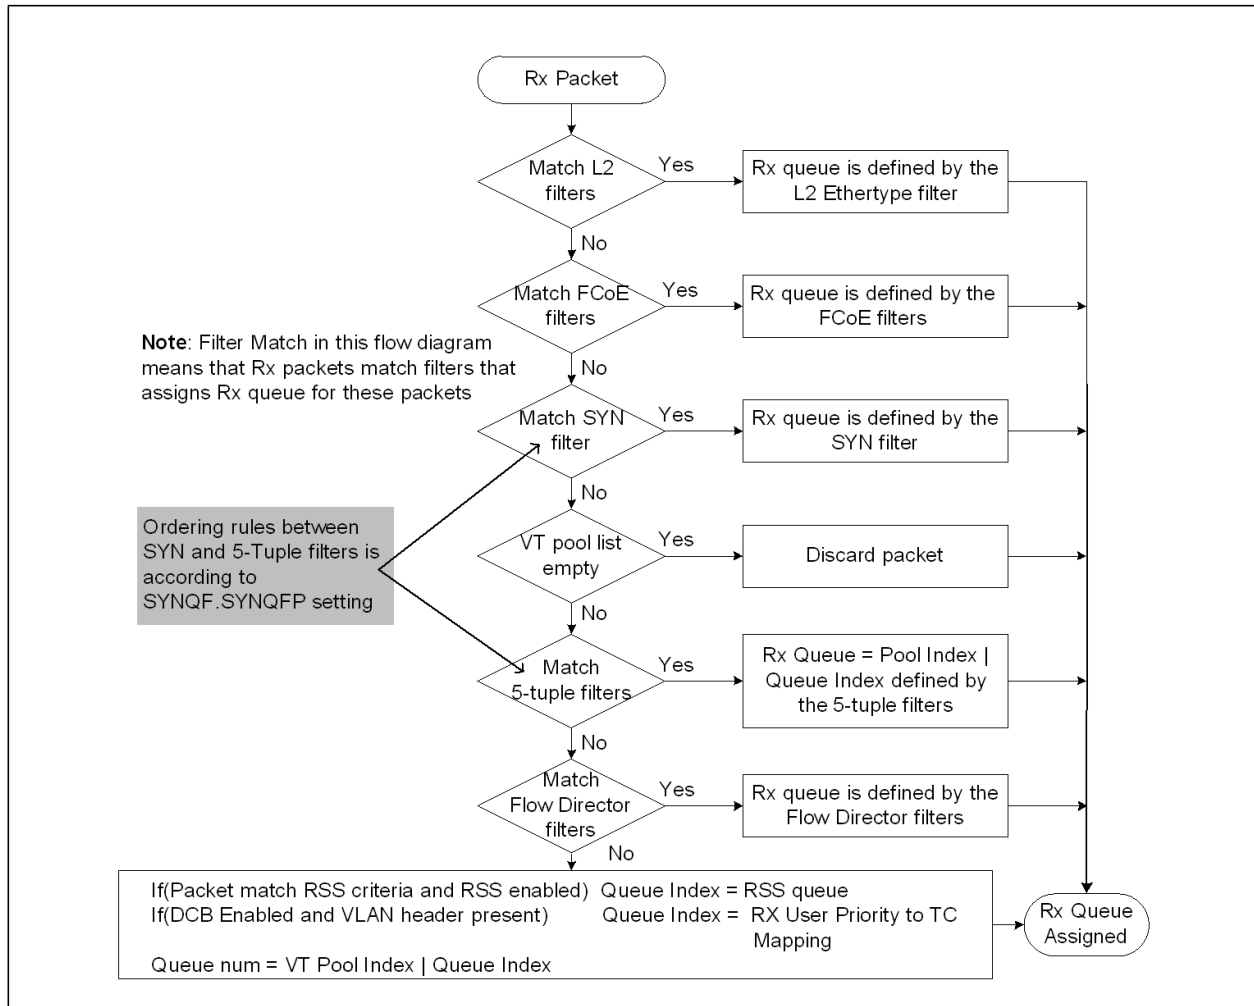 Rx Packet
Match L2
filters
Yes
Rx queue is defined by the
L2 Ethertype filter
No
Match FCoE
filters
Yes
Rx queue is defined by the
FCoE filters
Note: Filter Match in this flow diagram
means that Rx packets match filters that
assigns Rx queue for these packets
No
Match SYN
filter
Yes
Rx queue is defined by the
SYN filter
No
Ordering rules between
SYN and 5-Tuple filters is
according to
SYNQF.SYNQFP setting
VT pool list
empty
Yes
Discard packet
No
Match
5-tuple filters
Yes
Rx Queue = Pool Index |
Queue Index defined by
the 5-tuple filters
No
Match
Flow Director
filters
Yes
Rx queue is defined by the
Flow Director filters
No
If(Packet match RSS criteria and RSS enabled) Queue Index = RSS queue
If(DCB Enabled and VLAN header present) Queue Index = RX User Priority to TC
Mapping
Queue num = VT Pool Index | Queue Index
Rx Queue
Assigned